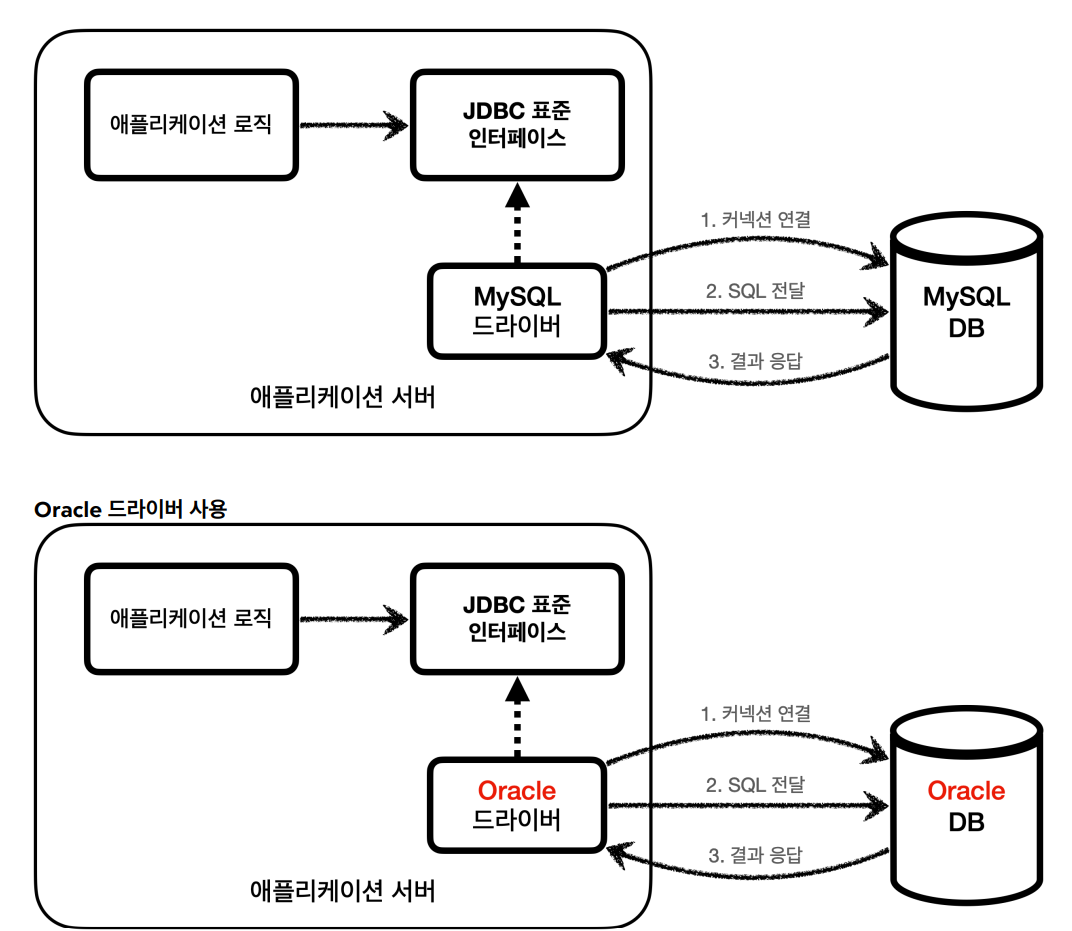 애플리케이션 로직
JDBC 표준
인터페이스
1. 커넥션 연결
MySQL
드라이버
2. SQL 전달
MySQL
DB
3. 결과 응답
애플리케이션 서버
Oracle 드라이버 사용
애플리케이션 로직
JDBC 표준
인터페이스
1. 커넥션 연결
Oracle
드라이버
2. SQL 전달
Oracle
DB
3. 결과 응답
애플리케이션 서버